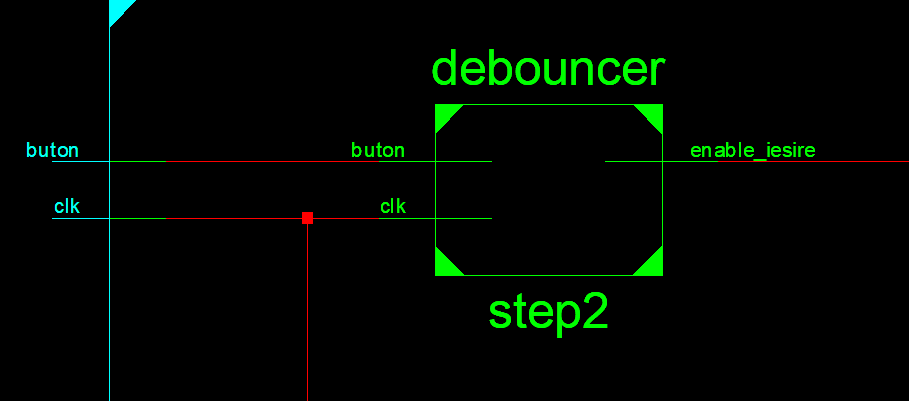 debouncer
buton
buton
enable_iesire
clk
clk
step2